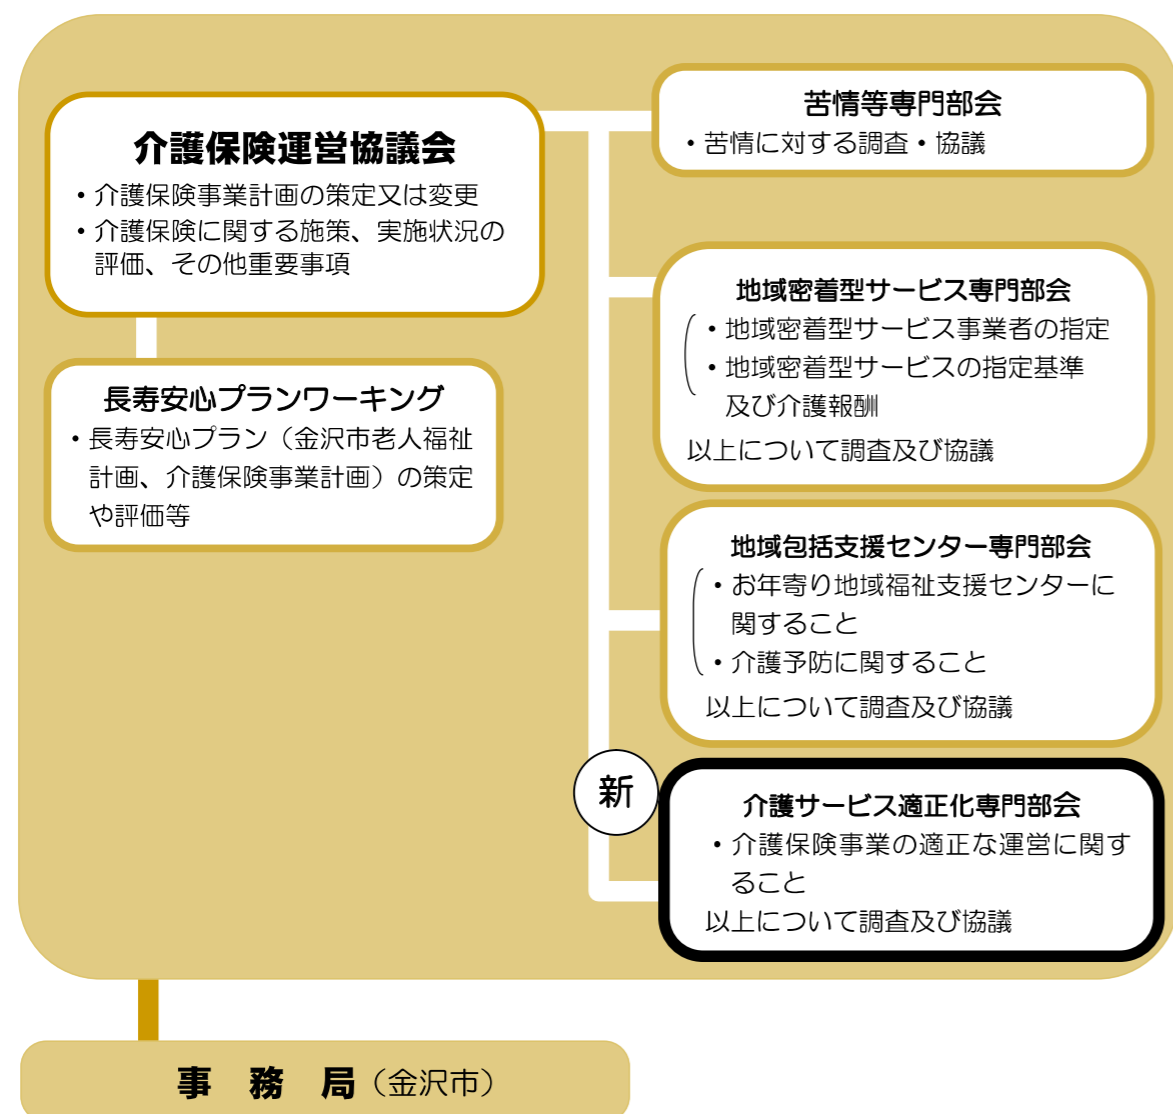 介護保険運営協議会
・介護保険事業計画の策定又は変更
・介護保険に関する施策、実施状況の
評価、その他重要事項
長寿安心プランワーキング
・長寿安心プラン（金沢市老人福祉
計画、介護保険事業計画）の策定
や評価等
苦情等専門部会
・苦情に対する調査・協議
地域密着型サービス専門部会
・地域密着型サービス事業者の指定
・地域密着型サービスの指定基準
及び介護報酬
以上について調査及び協議
地域包括支援センター専門部会
・お年寄り地域福祉支援センターに
関すること
・介護予防に関すること
以上について調査及び協議
新
介護サービス適正化専門部会
・介護保険事業の適正な運営に関す
ること
以上について調査及び協議
事　務　局（金沢市）